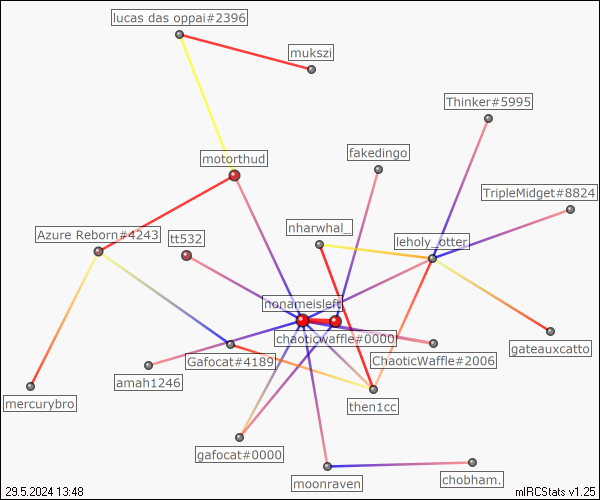 lucas das oppai#2396
mukszi
Thinker#5995
motorthud
fakedingo
TripleMidget#8824
nharwhal_
Azure Reborn#4243
tt532
leholy_otter
nonameisleft
chaoticwaffle#0000
Gafocat#4189
ChaoticWaffle#2006
gateauxcatto
amah1246
mercurybro
then1cc
gafocat#0000
moonraven
chobham.
29.5.2024 13:48
mIRCStats v1.25